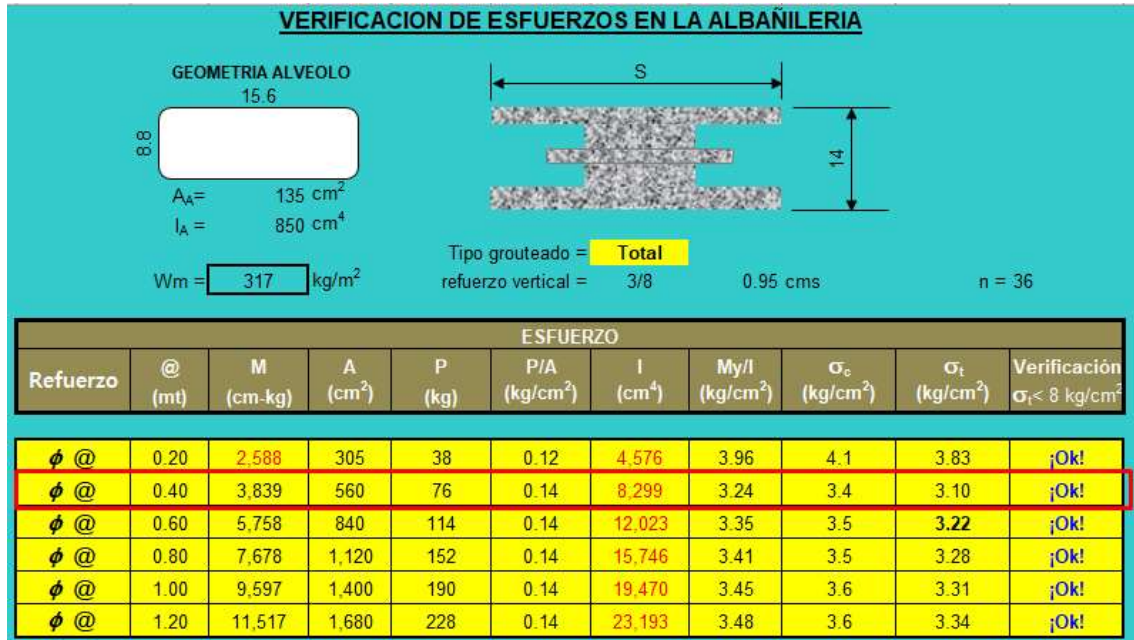 VERIFICACION DE ESFUERZOS EN LA ALBAÑILERIA
GEOMETRIA ALVEOLO
15.6
8.8
S
14
A_A= 135 cm²
I_A = 850 cm⁴
Tipo grouteado = Total
Wm = 317 kg/m² refuerzo vertical = 3/8 0.95 cms n = 36
ESFUERZO
Refuerzo @ (mt) M (cm-kg) A (cm²) P (kg) P/A (kg/cm²) I (cm⁴) My/I (kg/cm²) σc (kg/cm²) σt (kg/cm²) Verificación σt< 8 kg/cm²
ϕ @ 0.20 2,588 305 38 0.12 4,576 3.96 4.1 3.83 ¡Ok!
ϕ @ 0.40 3,839 560 76 0.14 8,299 3.24 3.4 3.10 ¡Ok!
ϕ @ 0.60 5,758 840 114 0.14 12,023 3.35 3.5 3.22 ¡Ok!
ϕ @ 0.80 7,678 1,120 152 0.14 15,746 3.41 3.5 3.28 ¡Ok!
ϕ @ 1.00 9,597 1,400 190 0.14 19,470 3.45 3.6 3.31 ¡Ok!
ϕ @ 1.20 11,517 1,680 228 0.14 23,193 3.48 3.6 3.34 ¡Ok!